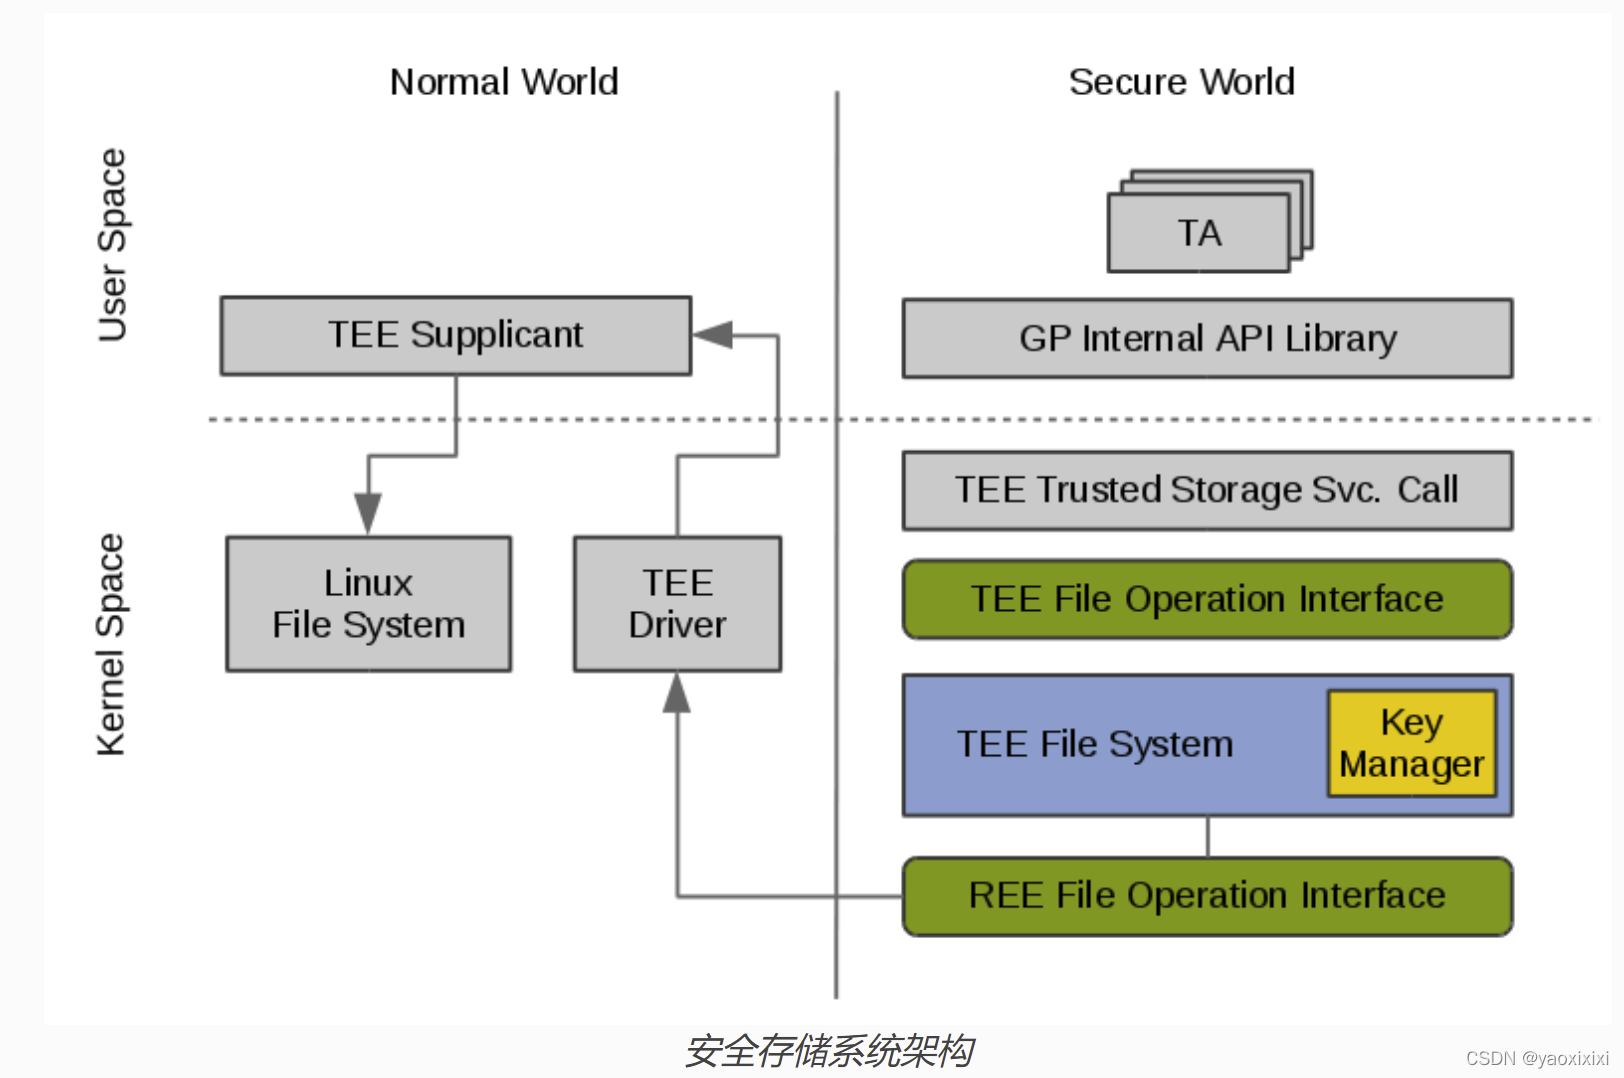 Normal World
Secure World
User Space
TA
TEE Supplicant
GP Internal API Library
Kernel Space
TEE Trusted Storage Svc. Call
Linux
File System
TEE
Driver
TEE File Operation Interface
TEE File System
Key
Manager
REE File Operation Interface
安全存储系统架构
CSDN @yaoxixixi